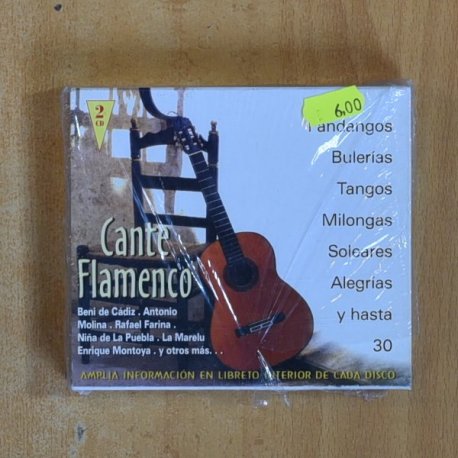 2
CD
6,00
Fandangos
Bulerías
Tangos
Milongas
Soleares
Alegrías
y hasta
30
Cante
Flamenco
Beni de Cádiz . Antonio
Molina . Rafael Farina .
Niña de La Puebla . La Marelu
Enrique Montoya . y otros más. . .
AMPLIA INFORMACIÓN EN LIBRETO INTERIOR DE CADA DISCO